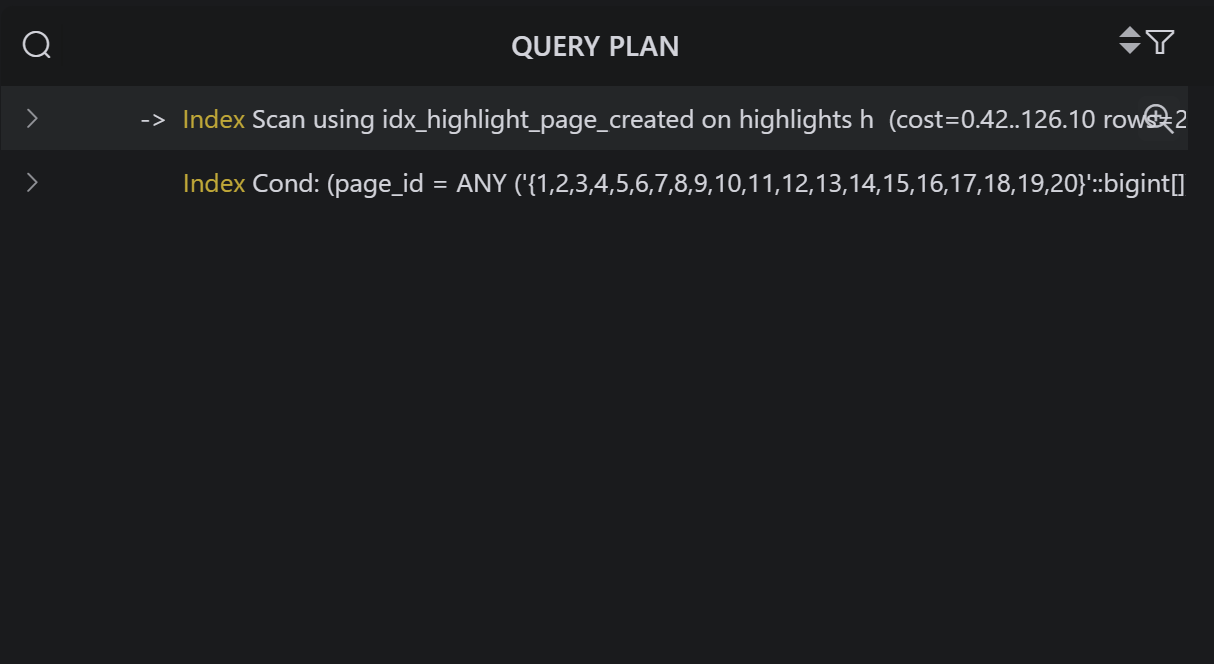 QUERY PLAN
-> Index Scan using idx_highlight_page_created on highlights h (cost=0.42..126.10 rows=2
Index Cond: (page_id = ANY ('{1,2,3,4,5,6,7,8,9,10,11,12,13,14,15,16,17,18,19,20}'::bigint[]